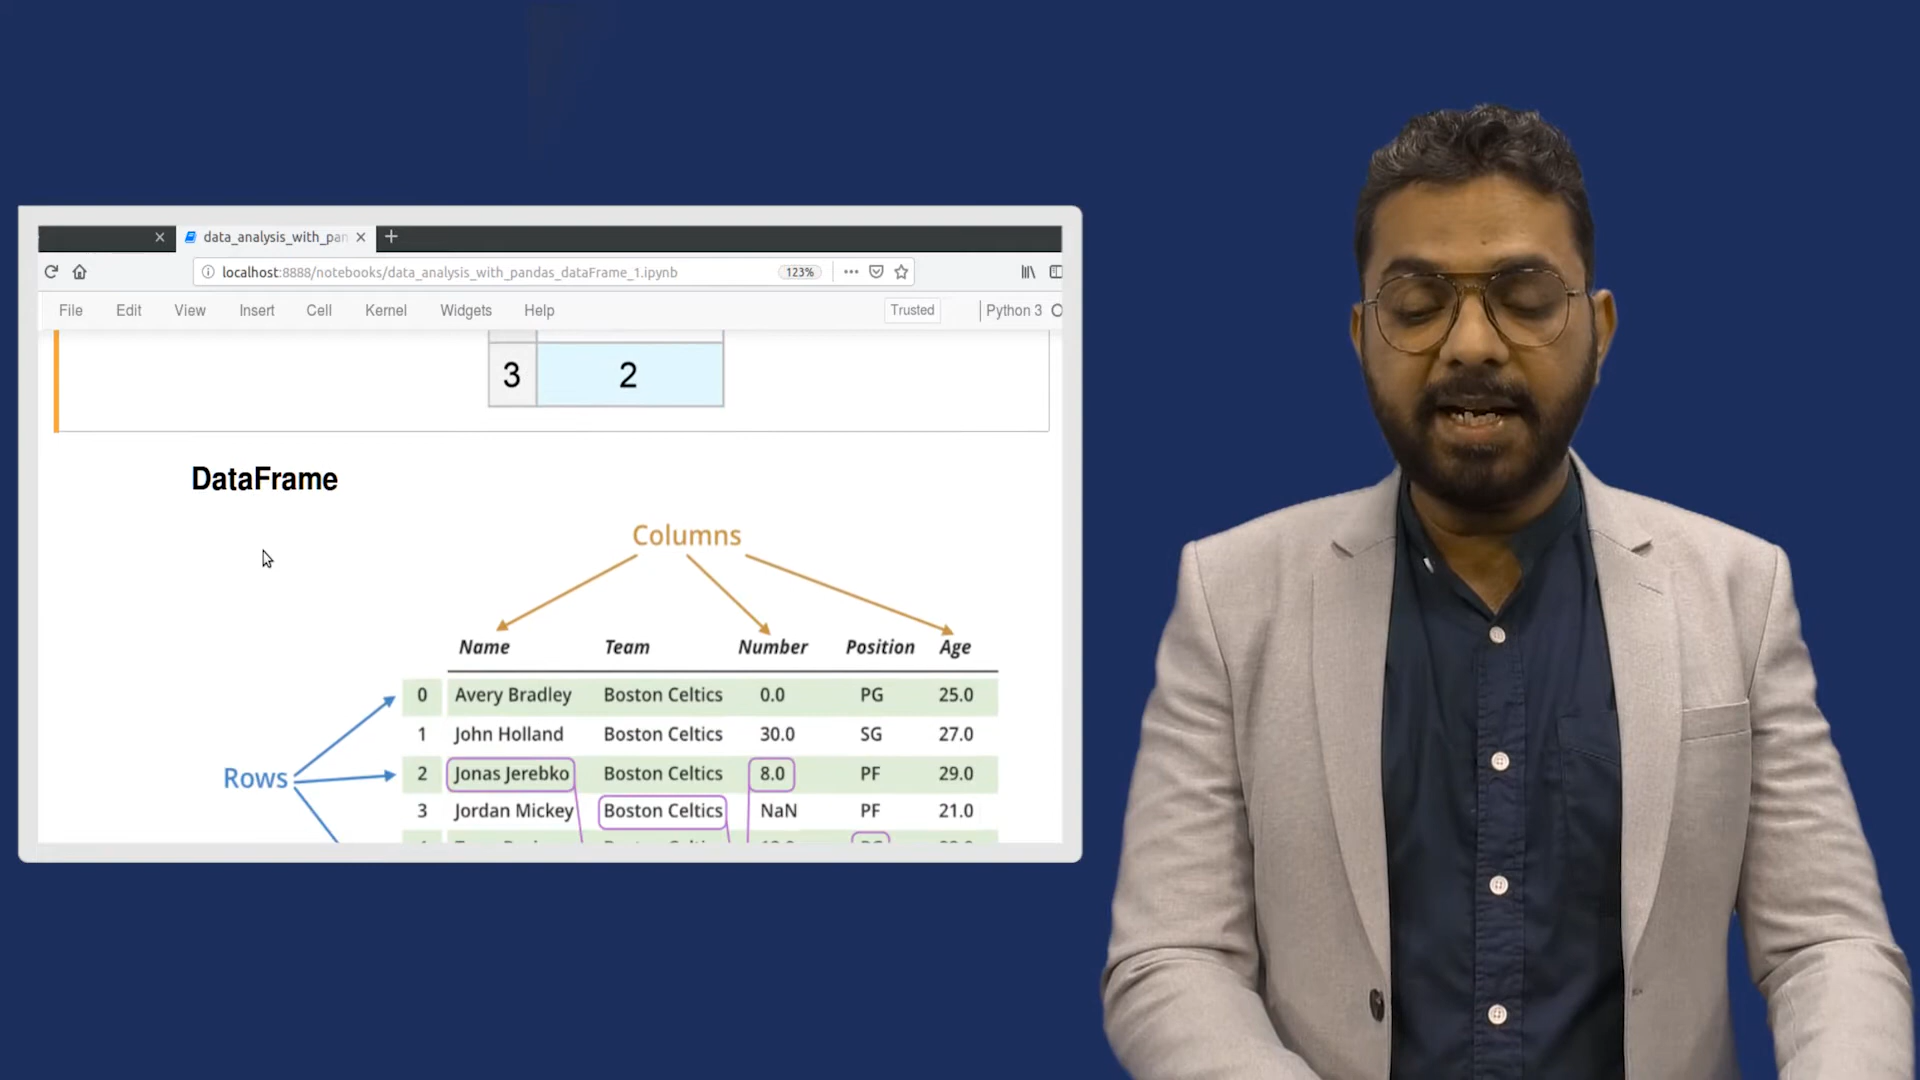 data_analysis_with_pan
localhost:8888/notebooks/data_analysis_with_pandas_dataFrame_1.ipynb 123%
File Edit View Insert Cell Kernel Widgets Help Trusted Python 3
3 2
DataFrame
Columns
Name Team Number Position Age
0 Avery Bradley Boston Celtics 0.0 PG 25.0
1 John Holland Boston Celtics 30.0 SG 27.0
Rows
2 Jonas Jerebko Boston Celtics 8.0 PF 29.0
3 Jordan Mickey Boston Celtics NaN PF 21.0